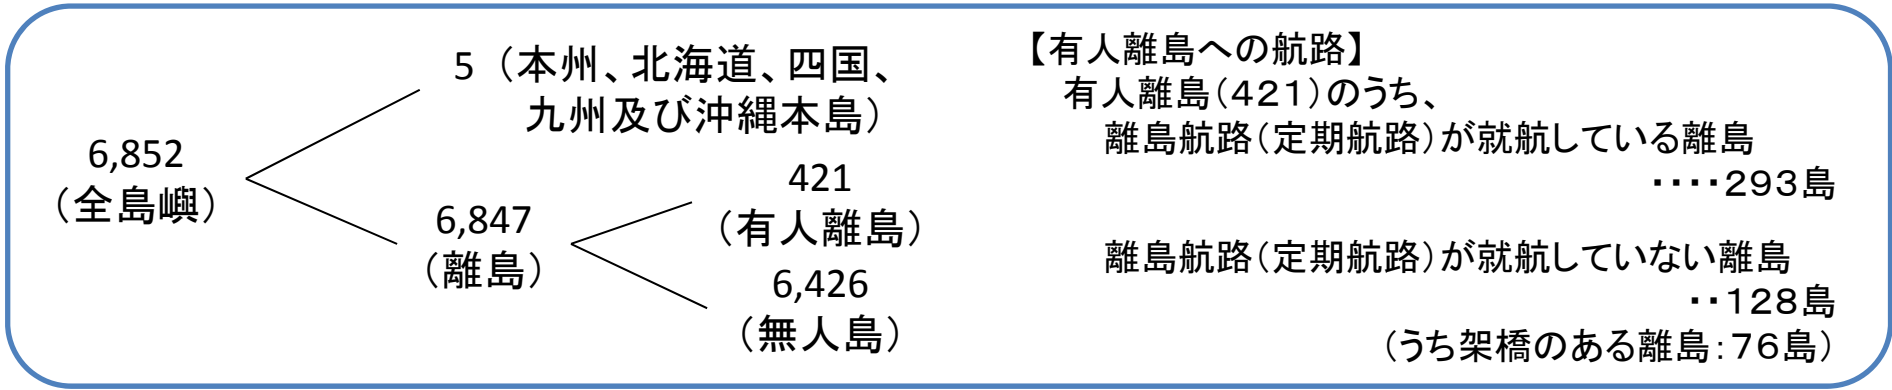 6,852
（全島嶼）
5（本州、北海道、四国、
九州及び沖縄本島）
6,847
（離島）
421
（有人離島）
6,426
（無人島）
【有人離島への航路】
有人離島（４２１）のうち、
離島航路（定期航路）が就航している離島
・・・・２９３島
離島航路（定期航路）が就航していない離島
・・１２８島
（うち架橋のある離島：７６島）